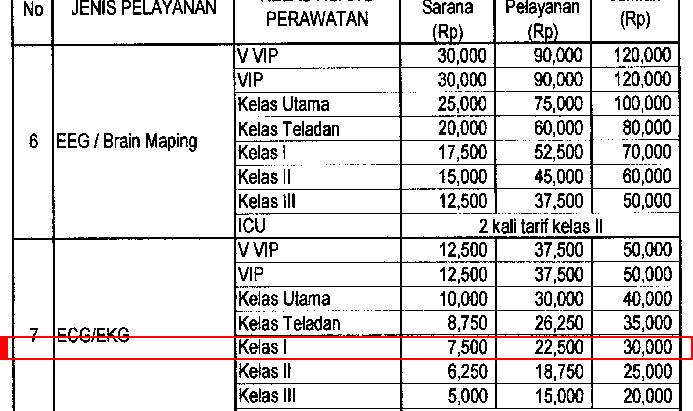 No JENIS PELAYANAN PERAWATAN Sarana (Rp) Pelayanan (Rp) (Rp)
V VIP 30,000 90,000 120,000
VIP 30,000 90,000 120,000
Kelas Utama 25,000 75,000 100,000
Kelas Teladan 20,000 60,000 80,000
6 EEG / Brain Maping Kelas I 17,500 52,500 70,000
Kelas II 15,000 45,000 60,000
Kelas III 12,500 37,500 50,000
ICU 2 kali tarif kelas II
V VIP 12,500 37,500 50,000
VIP 12,500 37,500 50,000
Kelas Utama 10,000 30,000 40,000
Kelas Teladan 8,750 26,250 35,000
7 ECG/EKG Kelas I 7,500 22,500 30,000
Kelas II 6,250 18,750 25,000
Kelas III 5,000 15,000 20,000